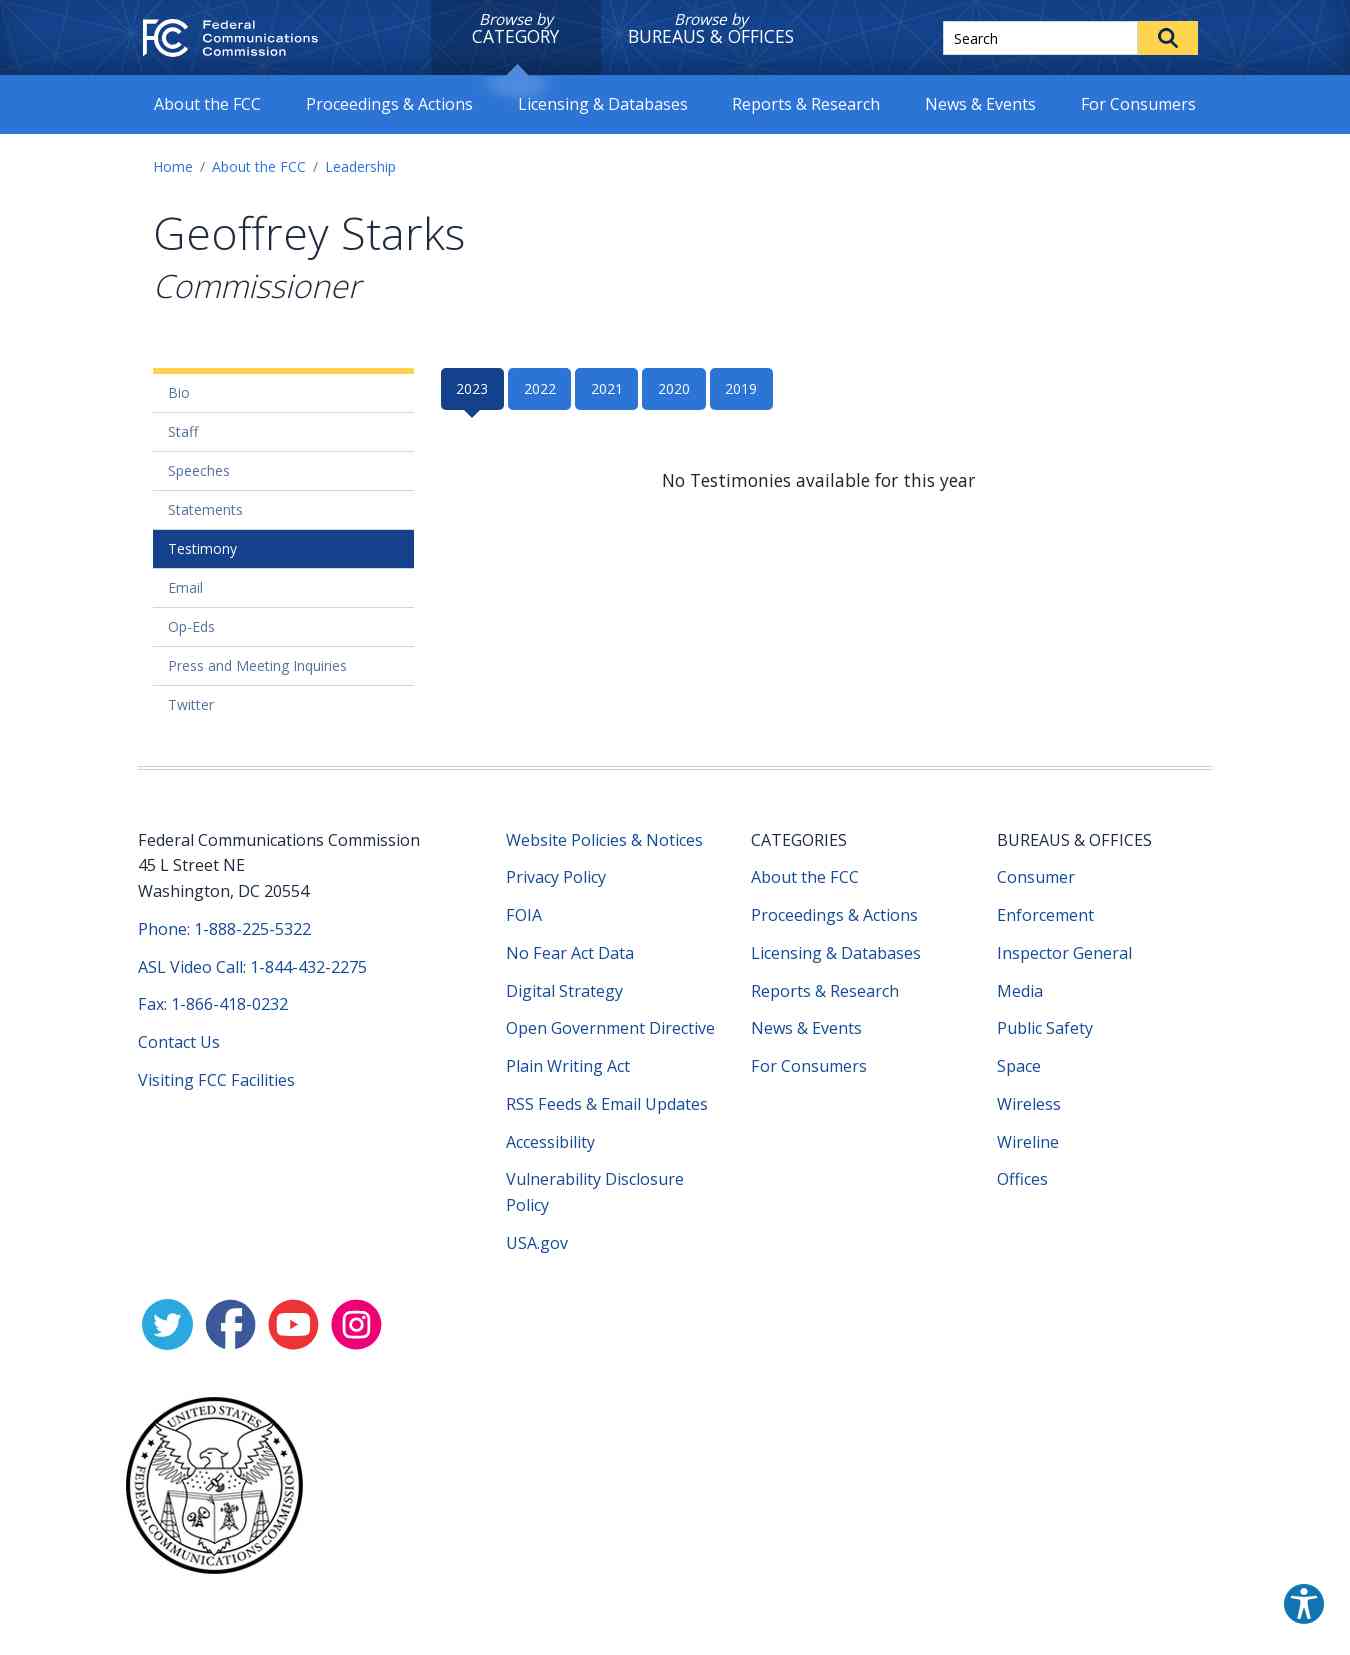 Federal
Communications
Commission
Browse by
CATEGORY
Browse by
BUREAUS & OFFICES
Search
About the FCC
Proceedings & Actions
Licensing & Databases
Reports & Research
News & Events
For Consumers
Home / About the FCC / Leadership
Geoffrey Starks
Commissioner
Bio
Staff
Speeches
Statements
Testimony
Email
Op-Eds
Press and Meeting Inquiries
Twitter
2023
2022
2021
2020
2019
No Testimonies available for this year
Federal Communications Commission
45 L Street NE
Washington, DC 20554
Phone: 1-888-225-5322
ASL Video Call: 1-844-432-2275
Fax: 1-866-418-0232
Contact Us
Visiting FCC Facilities
Website Policies & Notices
Privacy Policy
FOIA
No Fear Act Data
Digital Strategy
Open Government Directive
Plain Writing Act
RSS Feeds & Email Updates
Accessibility
Vulnerability Disclosure
Policy
USA.gov
CATEGORIES
About the FCC
Proceedings & Actions
Licensing & Databases
Reports & Research
News & Events
For Consumers
BUREAUS & OFFICES
Consumer
Enforcement
Inspector General
Media
Public Safety
Space
Wireless
Wireline
Offices
UNITED STATES
FEDERAL COMMUNICATIONS COMMISSION